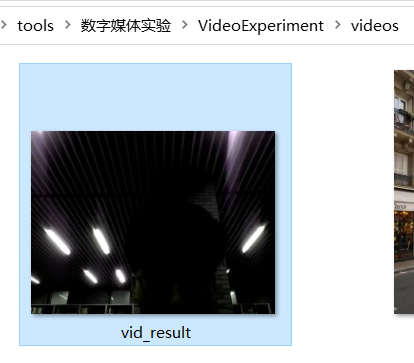 tools > 数字媒体实验 > VideoExperiment > videos
vid_result